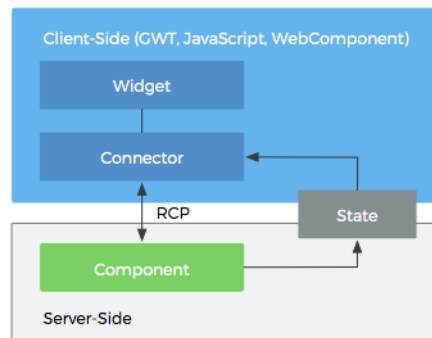 Client-Side (GWT, JavaScript, WebComponent)
Widget
Connector
RCP
State
Component
Server-Side